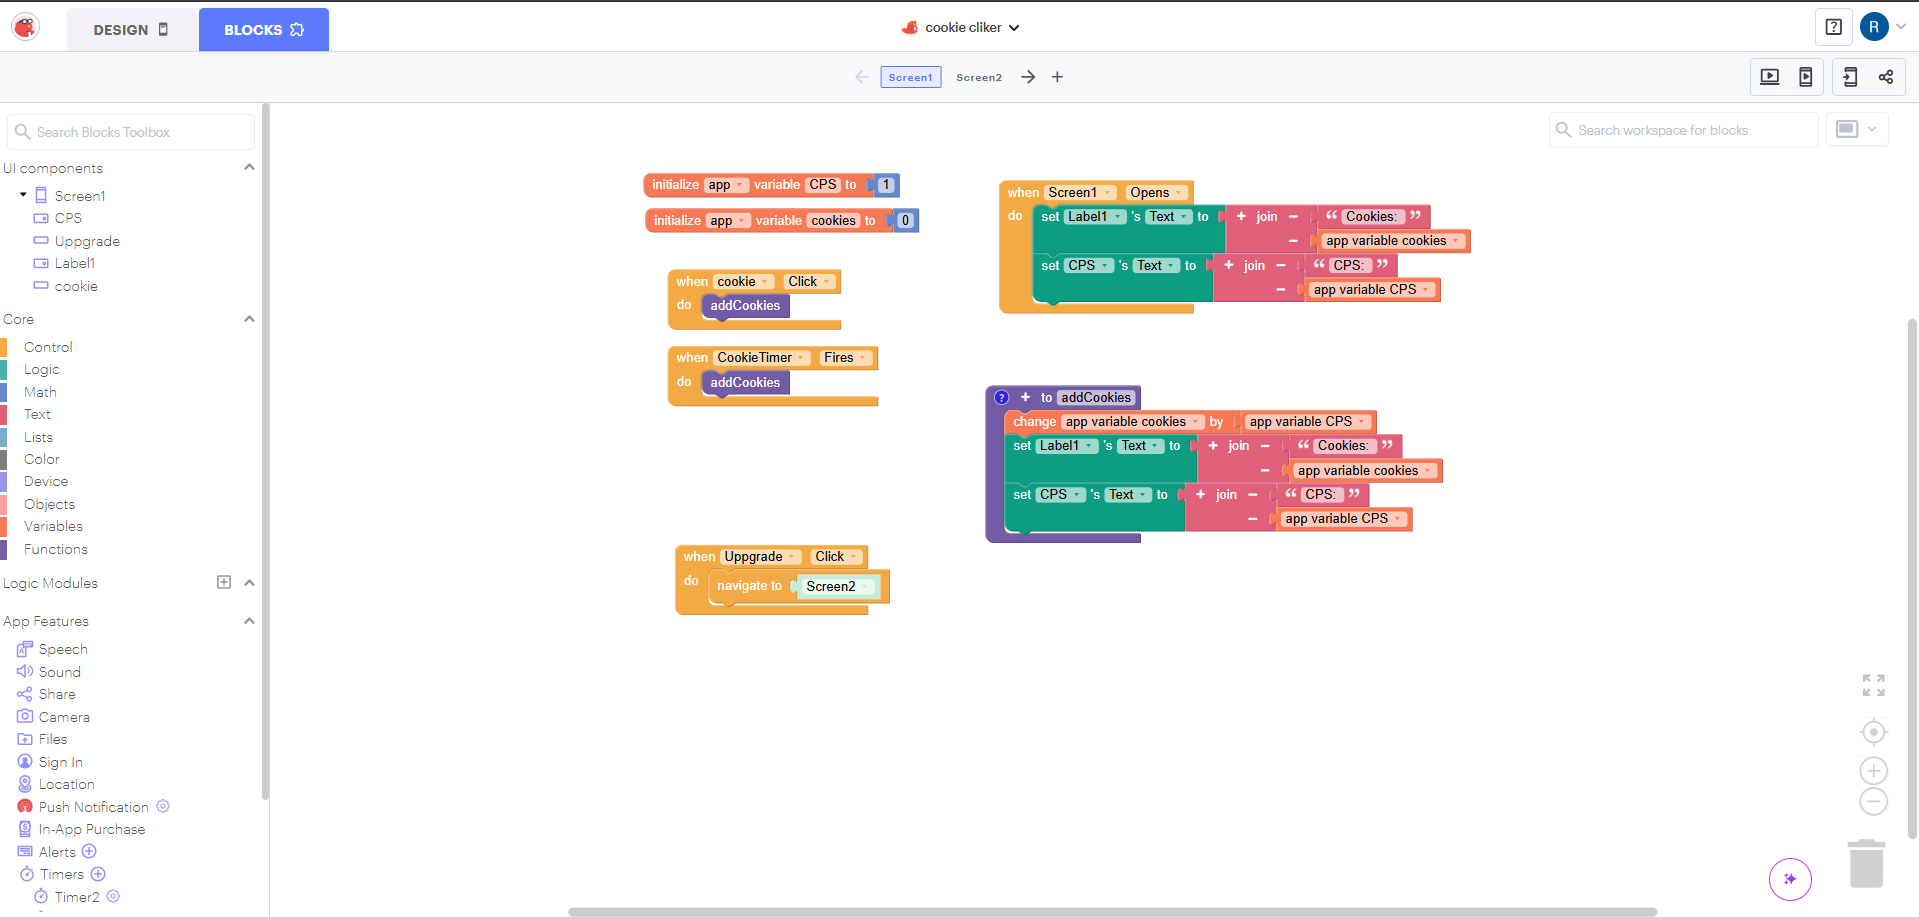 DESIGN
BLOCKS
cookie cliker
R
Screen1
Screen2
Search Blocks Toolbox
Search workspace for blocks
UI components
Screen1
CPS
Uppgrade
Label1
cookie
Core
Control
Logic
Math
Text
Lists
Color
Device
Objects
Variables
Functions
Logic Modules
App Features
Speech
Sound
Share
Camera
Files
Sign In
Location
Push Notification
In-App Purchase
Alerts
Timers
Timer2
initialize app variable CPS to 1
initialize app variable cookies to 0
when cookie Click
do addCookies
when CookieTimer Fires
do addCookies
when Uppgrade Click
do navigate to Screen2
when Screen1 Opens
do set Label1 's Text to + join − “ Cookies: ”
− app variable cookies
set CPS 's Text to + join − “ CPS: ”
− app variable CPS
? + to addCookies
change app variable cookies by app variable CPS
set Label1 's Text to + join − “ Cookies: ”
− app variable cookies
set CPS 's Text to + join − “ CPS: ”
− app variable CPS